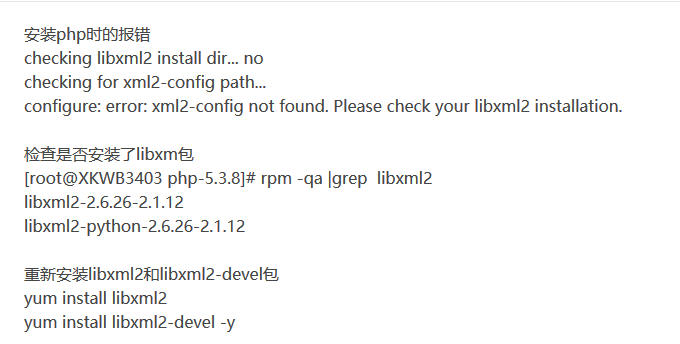 安装php时的报错
checking libxml2 install dir... no
checking for xml2-config path...
configure: error: xml2-config not found. Please check your libxml2 installation.
检查是否安装了libxm包
[root@XKWB3403 php-5.3.8]# rpm -qa |grep  libxml2
libxml2-2.6.26-2.1.12
libxml2-python-2.6.26-2.1.12
重新安装libxml2和libxml2-devel包
yum install libxml2
yum install libxml2-devel -y